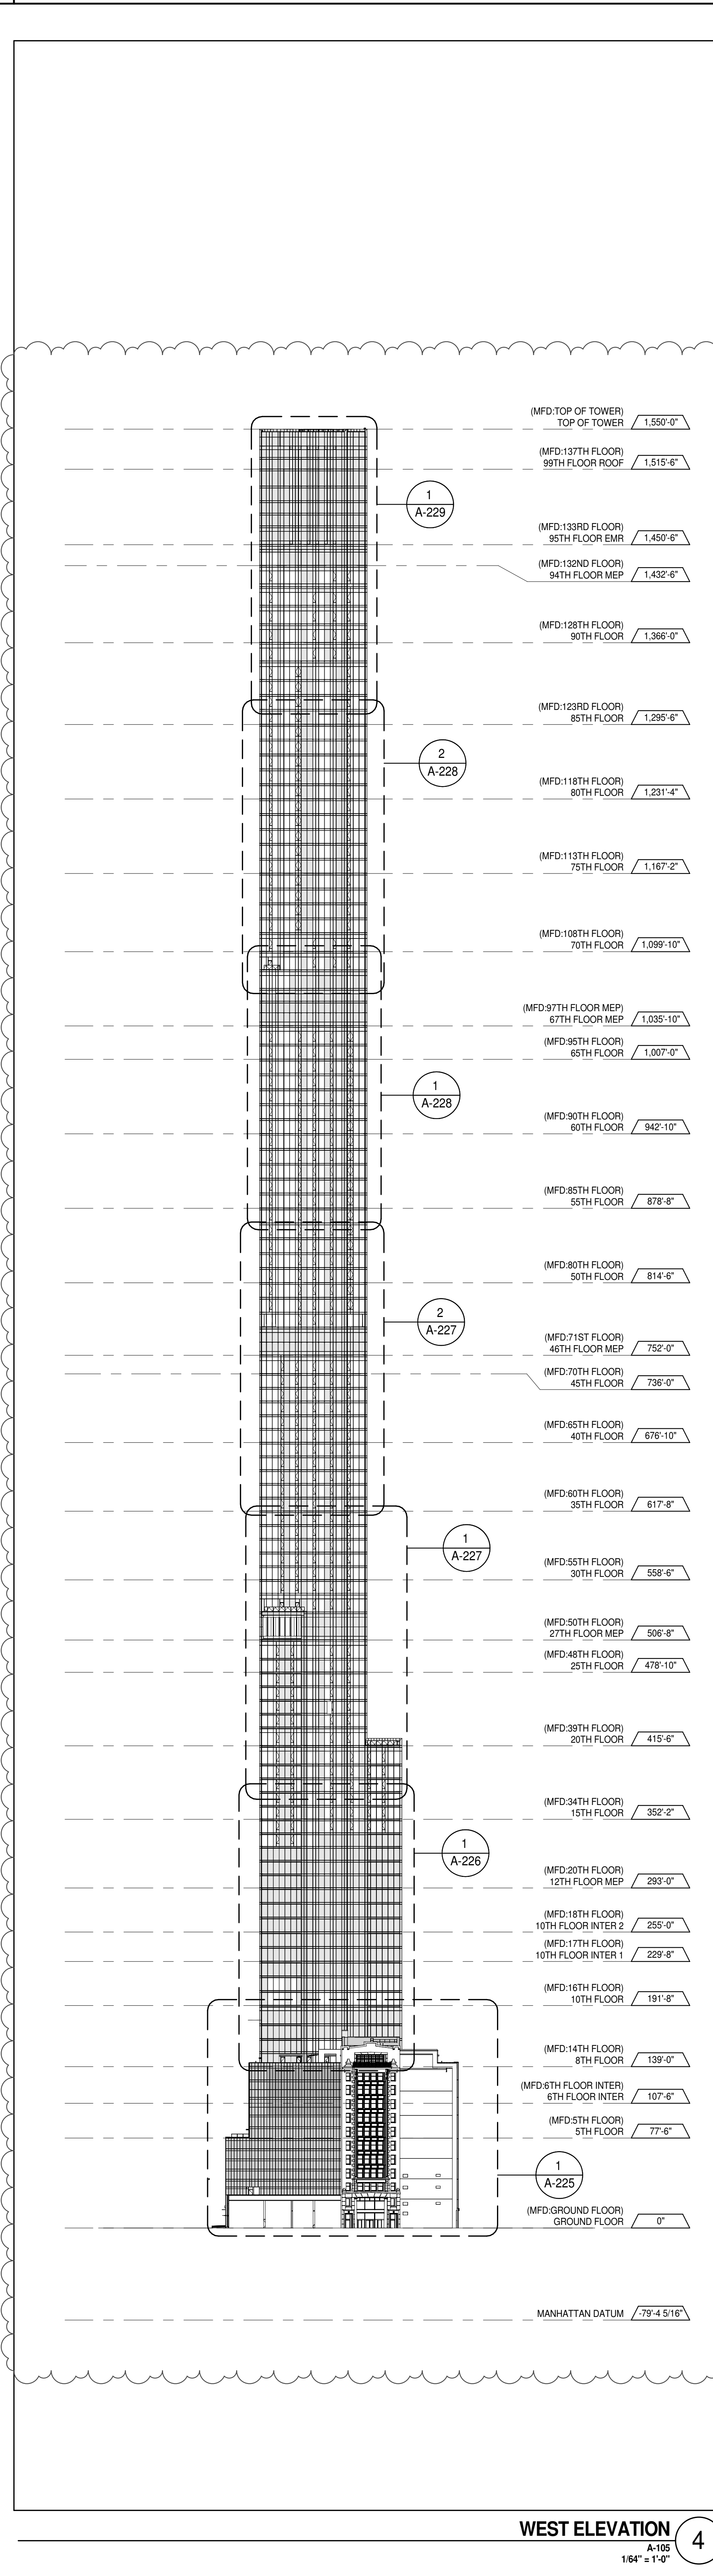 (MFD:TOP OF TOWER)
TOP OF TOWER 1,550'-0"
(MFD:137TH FLOOR)
99TH FLOOR ROOF 1,515'-6"
1
A-229
(MFD:133RD FLOOR)
95TH FLOOR EMR 1,450'-6"
(MFD:132ND FLOOR)
94TH FLOOR MEP 1,432'-6"
(MFD:128TH FLOOR)
90TH FLOOR 1,366'-0"
(MFD:123RD FLOOR)
85TH FLOOR 1,295'-6"
2
A-228
(MFD:118TH FLOOR)
80TH FLOOR 1,231'-4"
(MFD:113TH FLOOR)
75TH FLOOR 1,167'-2"
(MFD:108TH FLOOR)
70TH FLOOR 1,099'-10"
(MFD:97TH FLOOR MEP)
67TH FLOOR MEP 1,035'-10"
(MFD:95TH FLOOR)
65TH FLOOR 1,007'-0"
1
A-228
(MFD:90TH FLOOR)
60TH FLOOR 942'-10"
(MFD:85TH FLOOR)
55TH FLOOR 878'-8"
(MFD:80TH FLOOR)
50TH FLOOR 814'-6"
2
A-227
(MFD:71ST FLOOR)
46TH FLOOR MEP 752'-0"
(MFD:70TH FLOOR)
45TH FLOOR 736'-0"
(MFD:65TH FLOOR)
40TH FLOOR 676'-10"
(MFD:60TH FLOOR)
35TH FLOOR 617'-8"
1
A-227
(MFD:55TH FLOOR)
30TH FLOOR 558'-6"
(MFD:50TH FLOOR)
27TH FLOOR MEP 506'-8"
(MFD:48TH FLOOR)
25TH FLOOR 478'-10"
(MFD:39TH FLOOR)
20TH FLOOR 415'-6"
(MFD:34TH FLOOR)
15TH FLOOR 352'-2"
1
A-226
(MFD:20TH FLOOR)
12TH FLOOR MEP 293'-0"
(MFD:18TH FLOOR)
10TH FLOOR INTER 2 255'-0"
(MFD:17TH FLOOR)
10TH FLOOR INTER 1 229'-8"
(MFD:16TH FLOOR)
10TH FLOOR 191'-8"
(MFD:14TH FLOOR)
8TH FLOOR 139'-0"
(MFD:6TH FLOOR INTER)
6TH FLOOR INTER 107'-6"
(MFD:5TH FLOOR)
5TH FLOOR 77'-6"
1
A-225
(MFD:GROUND FLOOR)
GROUND FLOOR 0"
MANHATTAN DATUM -79'-4 5/16"
WEST ELEVATION 4
A-105
1/64" = 1'-0"